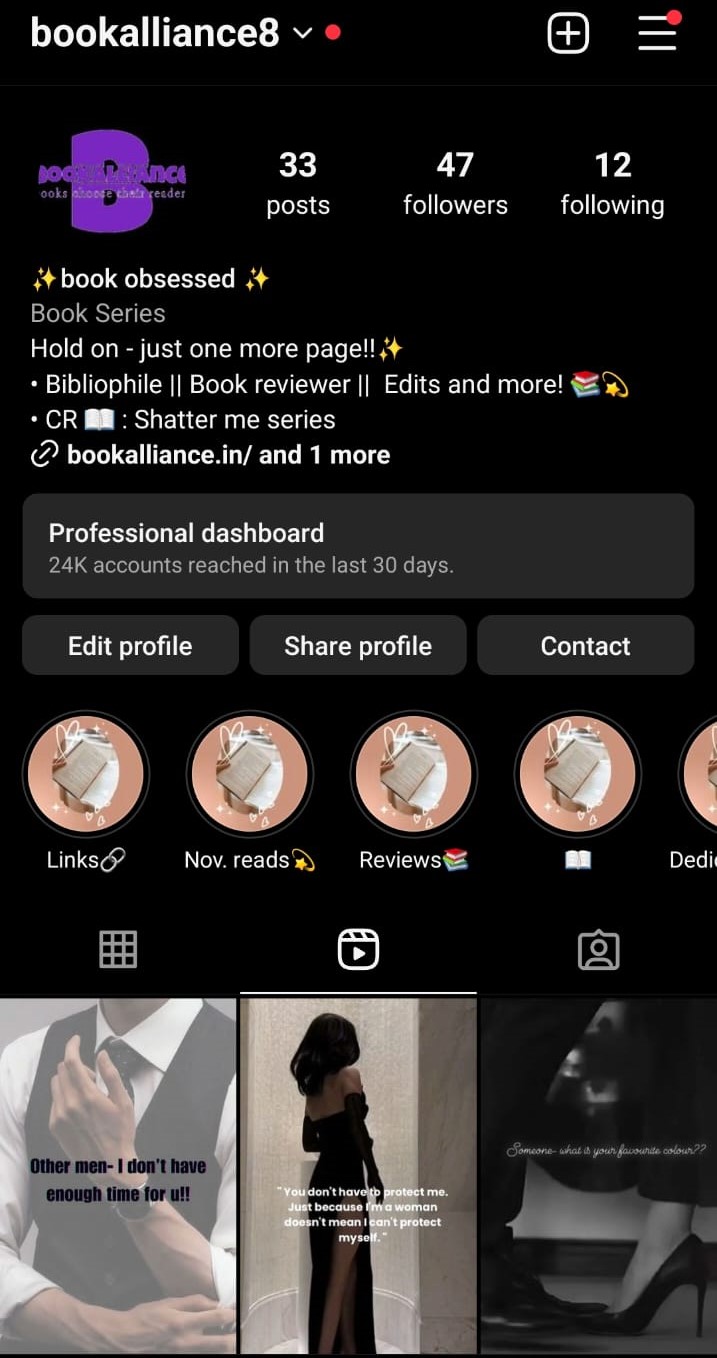 bookalliance8
33
47
12
posts
followers
following
BOOKALLIANCE
ooks choose their reader
✨book obsessed ✨
Book Series
Hold on - just one more page!!✨
• Bibliophile || Book reviewer || Edits and more! 📚💫
• CR 📖 : Shatter me series
bookalliance.in/ and 1 more
Professional dashboard
24K accounts reached in the last 30 days.
Edit profile
Share profile
Contact
Links🔗
Nov. reads💫
Reviews📚
📖
Dedi
Other men- I don't have
enough time for u!!
"You don't have to protect me.
Just because I'm a woman
doesn't mean I can't protect
myself."
Someone- what is your favourite colour??